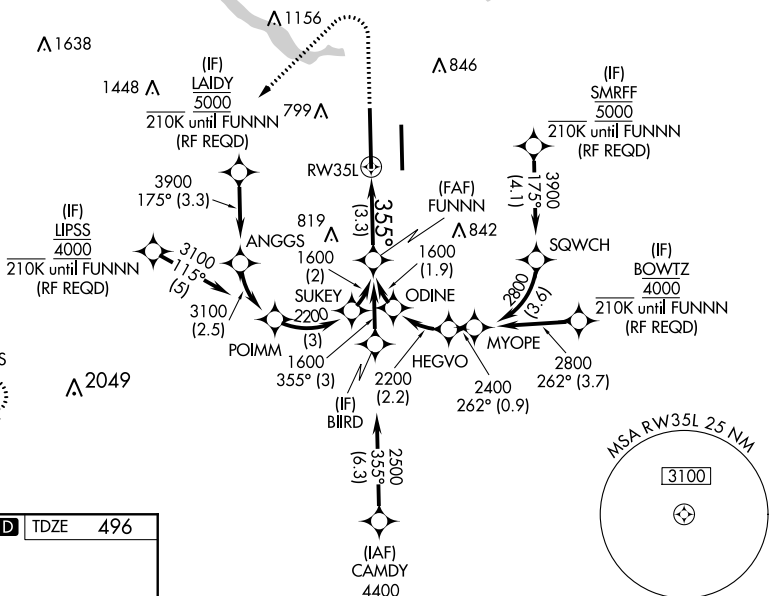 1156
1638
846
1448
(IF)
LAIDY
5000
210K until FUNNN
(RF REQD)
799
(IF)
SMRFF
5000
210K until FUNNN
(RF REQD)
RW35L
3900
175° (3.3)
355°
(3.3)
(FAF)
FUNNN
3900
175°
(4.1)
(IF)
LIPSS
4000
210K until FUNNN
(RF REQD)
3100
115°
(5)
ANGGS
819
842
1600
(2)
1600
(1.9)
SQWCH
(IF)
BOWTZ
4000
210K until FUNNN
(RF REQD)
3100
(2.5)
SUKEY
ODINE
2200
(3)
2800
(3.6)
POIMM
MYOPE
HEGVO
1600
355° (3)
2200
(2.2)
2400
262° (0.9)
2800
262° (3.7)
S
2049
(IF)
BIIRD
2500
355°
(6.3)
MSA RW35L 25 NM
3100
D TDZE 496
(IAF)
CAMDY
4400